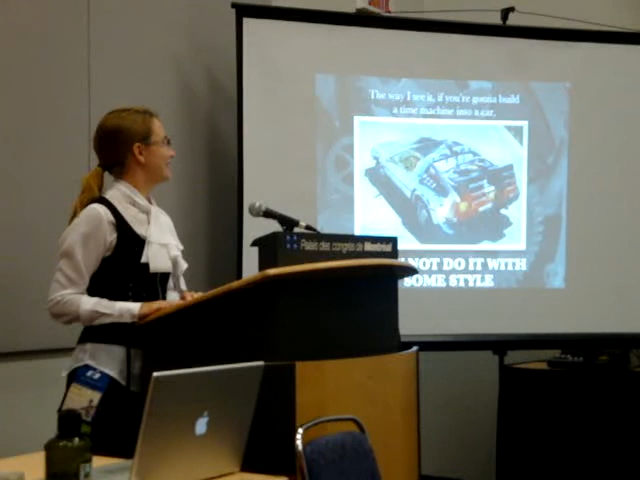 The way I see it, if you're gonna build
a time machine into a car,
NOT DO IT WITH
SOME STYLE
Palais des congrès de Montréal